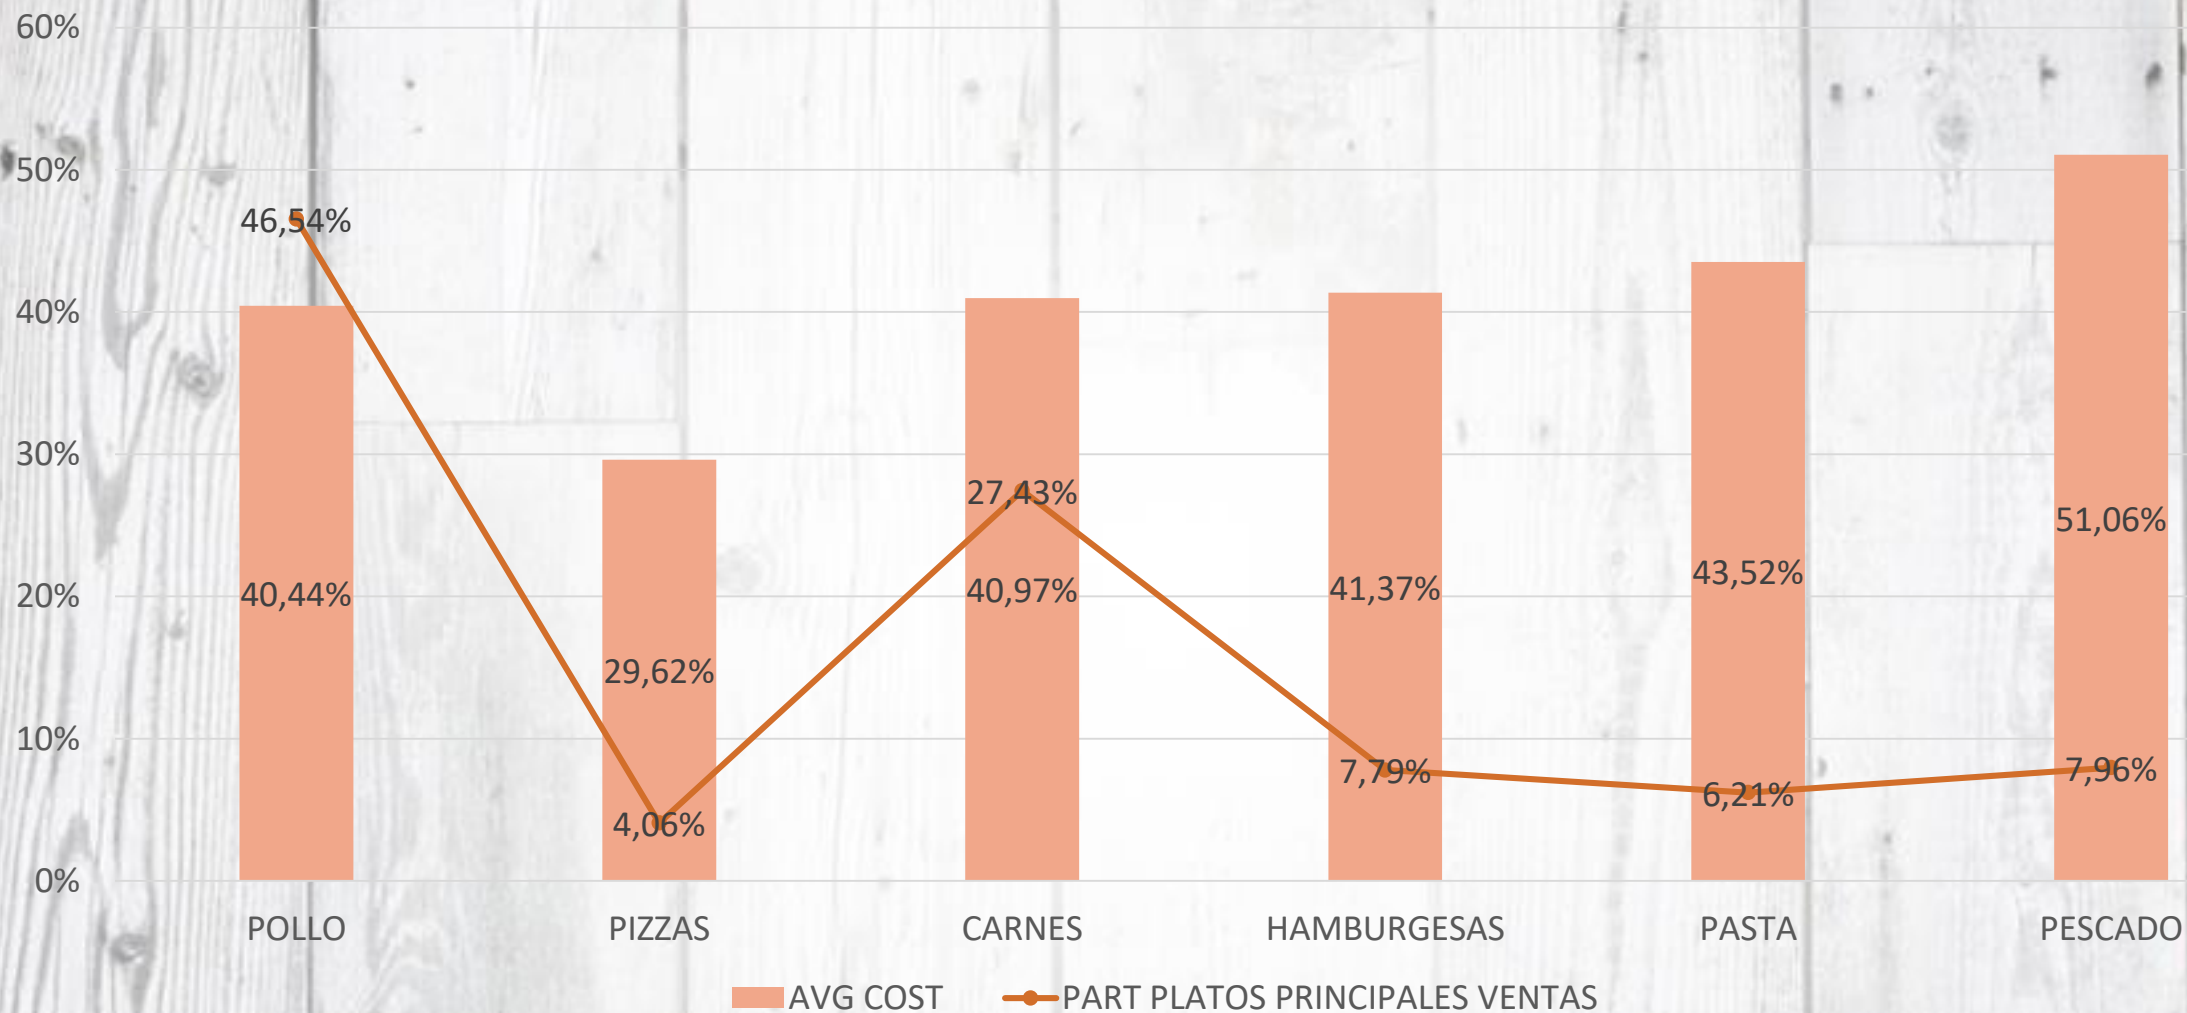 60%
50%
40%
30%
20%
10%
0%
46,54%
40,44%
29,62%
4,06%
27,43%
40,97%
41,37%
7,79%
43,52%
6,21%
51,06%
7,96%
POLLO
PIZZAS
CARNES
HAMBURGESAS
PASTA
PESCADO
AVG COST
PART PLATOS PRINCIPALES VENTAS